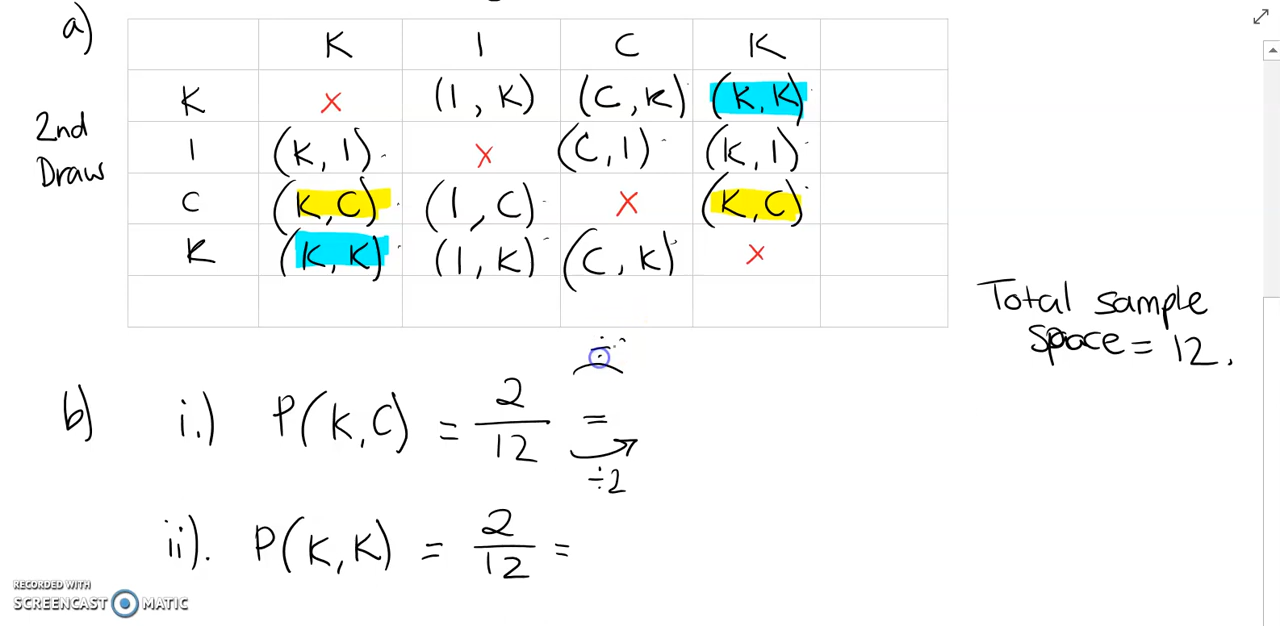 a)
K I C K
K × (I, K) (C, K) (K, K)
2nd Draw
I (K, I) × (C, I) (K, I)
C (K, C) (I, C) × (K, C)
K (K, K) (I, K) (C, K) ×
Total sample
space = 12.
b) i.) P(K, C) = 2/12 =
÷2
ii). P(K, K) = 2/12 =
RECORDED WITH
SCREENCAST MATIC